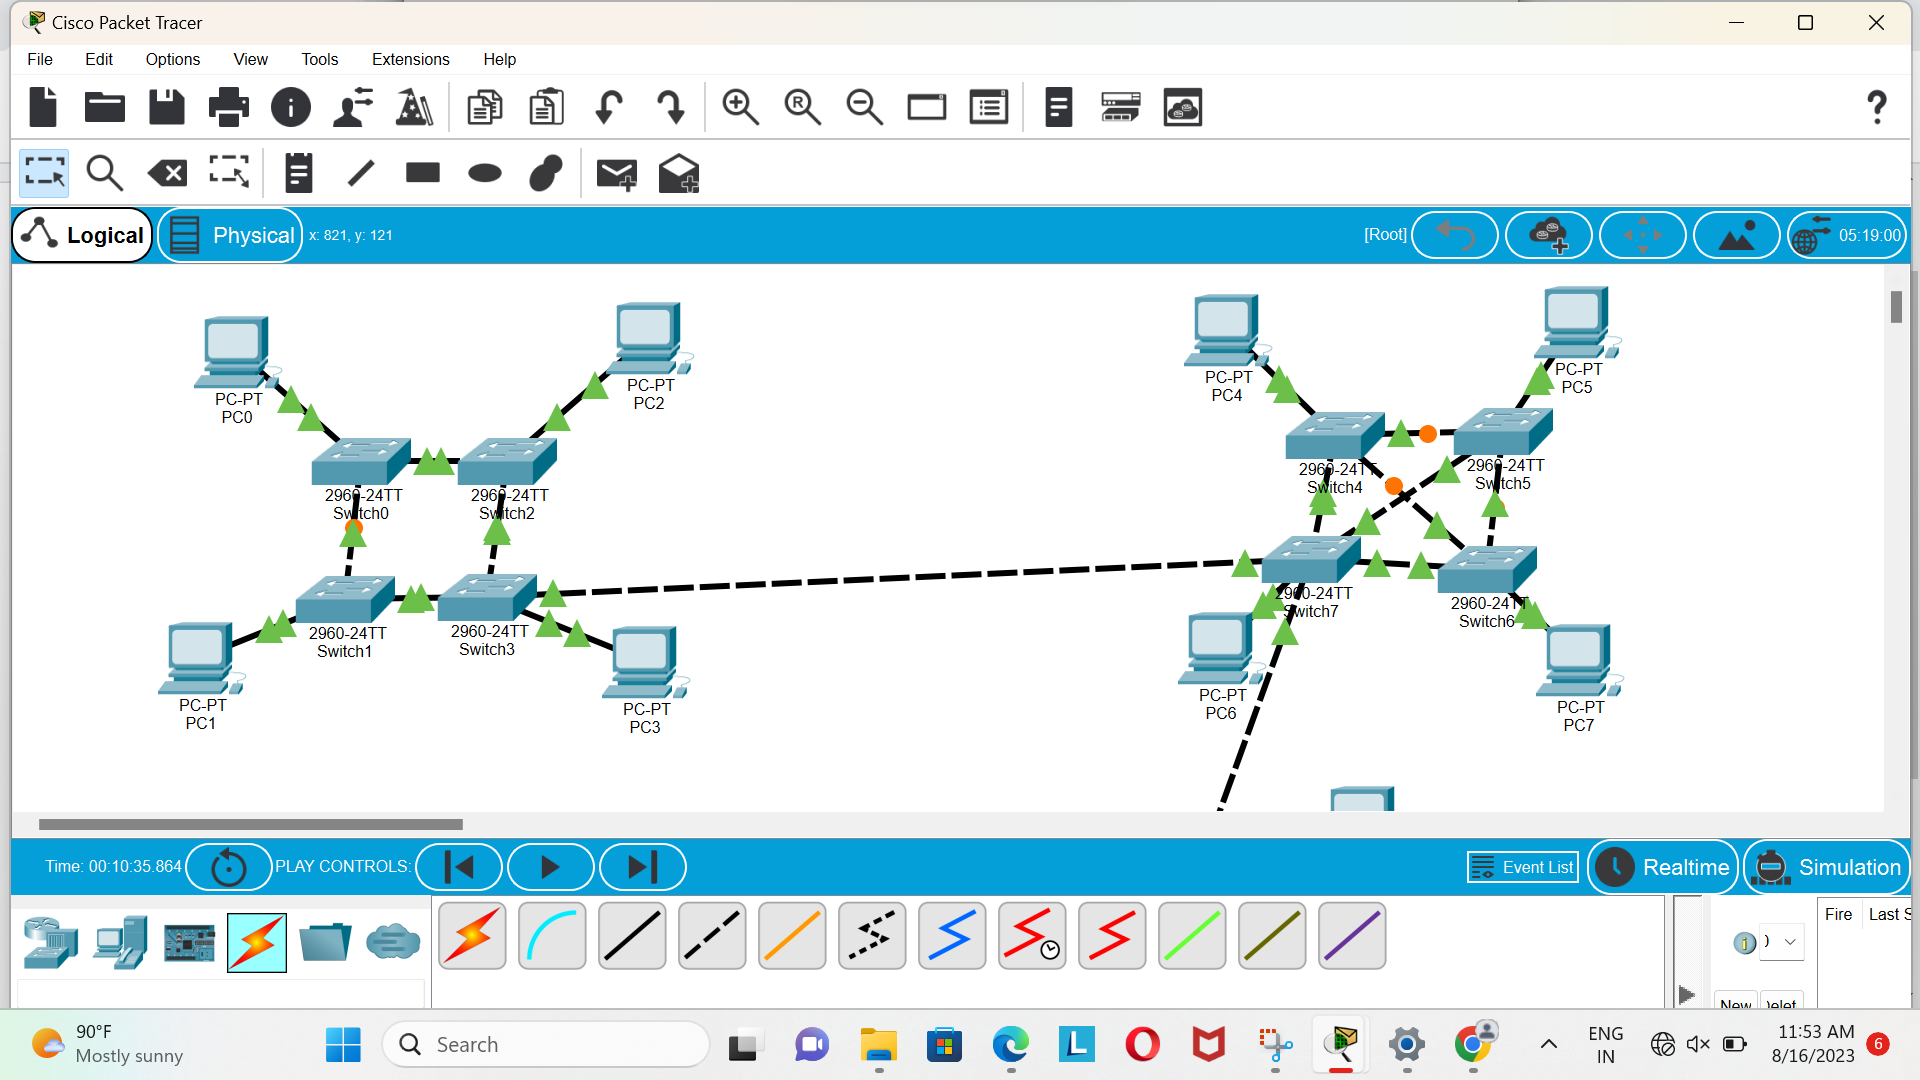 Cisco Packet Tracer
File Edit Options View Tools Extensions Help
Logical Physical x: 821, y: 121 [Root] 05:19:00
PC-PT
PC0
PC-PT
PC2
PC-PT
PC4
PC-PT
PC5
2960-24TT
Switch0
2960-24TT
Switch2
2960-24TT
Switch4
2960-24TT
Switch5
2960-24TT
Switch1
2960-24TT
Switch3
2960-24TT
Switch7
2960-24TT
Switch6
PC-PT
PC1
PC-PT
PC3
PC-PT
PC6
PC-PT
PC7
Time: 00:10:35.864 PLAY CONTROLS: Event List Realtime Simulation
Fire Last S
)
New
90°F
Mostly sunny
Search
ENG
IN
11:53 AM
8/16/2023
6